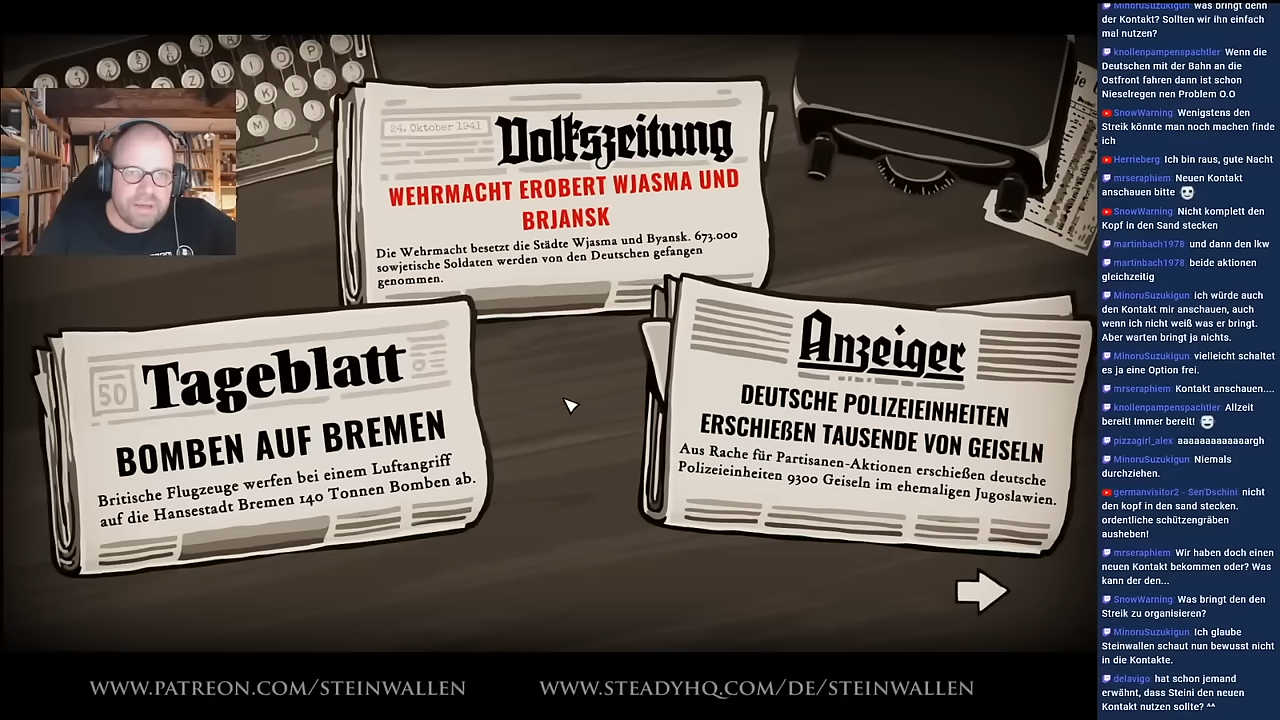 24. Oktober 1941
Volkszeitung
WEHRMACHT EROBERT WJASMA UND
BRJANSK
Die Wehrmacht besetzt die Städte Wjasma und Byansk. 673.000
sowjetische Soldaten werden von den Deutschen gefangen
genommen.
50
Tageblatt
BOMBEN AUF BREMEN
Britische Flugzeuge werfen bei einem Luftangriff
auf die Hansestadt Bremen 140 Tonnen Bomben ab.
Anzeiger
DEUTSCHE POLIZEIEINHEITEN
ERSCHIEẞEN TAUSENDE VON GEISELN
Aus Rache für Partisanen-Aktionen erschießen deutsche
Polizeieinheiten 9300 Geiseln im ehemaligen Jugoslawien.
WWW.PATREON.COM/STEINWALLEN
WWW.STEADYHQ.COM/DE/STEINWALLEN
MinoruSuzukigun was bringt denn
der Kontakt? Sollten wir ihn einfach
mal nutzen?
knollenpampenspachtler Wenn die
Deutschen mit der Bahn an die
Ostfront fahren dann ist schon
Nieselregen nen Problem O.O
SnowWarning Wenigstens den
Streik könnte man noch machen finde
ich
Herrieberg Ich bin raus, gute Nacht
mrseraphiem Neuen Kontakt
anschauen bitte
SnowWarning Nicht komplett den
Kopf in den Sand stecken
martinbach1978 und dann den lkw
martinbach1978 beide aktionen
gleichzeitig
MinoruSuzukigun ich würde auch
den Kontakt mir anschauen, auch
wenn ich nicht weiß was er bringt.
Aber warten bringt ja nichts.
MinoruSuzukigun vielleicht schaltet
es ja eine Option frei.
mrseraphiem Kontakt anschauen....
knollenpampenspachtler Allzeit
bereit! Immer bereit!
pizzagirl_alex aaaaaaaaaaaaargh
MinoruSuzukigun Niemals
durchziehen.
germanvisitor2 - Sen'Dschini nicht
den kopf in den sand stecken.
ordentliche schützengräben
ausheben!
mrseraphiem Wir haben doch einen
neuen Kontakt bekommen oder? Was
kann der den...
SnowWarning Was bringt den den
Streik zu organisieren?
MinoruSuzukigun Ich glaube
Steinwallen schaut nun bewusst nicht
in die Kontakte.
delavigo hat schon jemand
erwähnt, dass Steini den neuen
Kontakt nutzen sollte? ^^